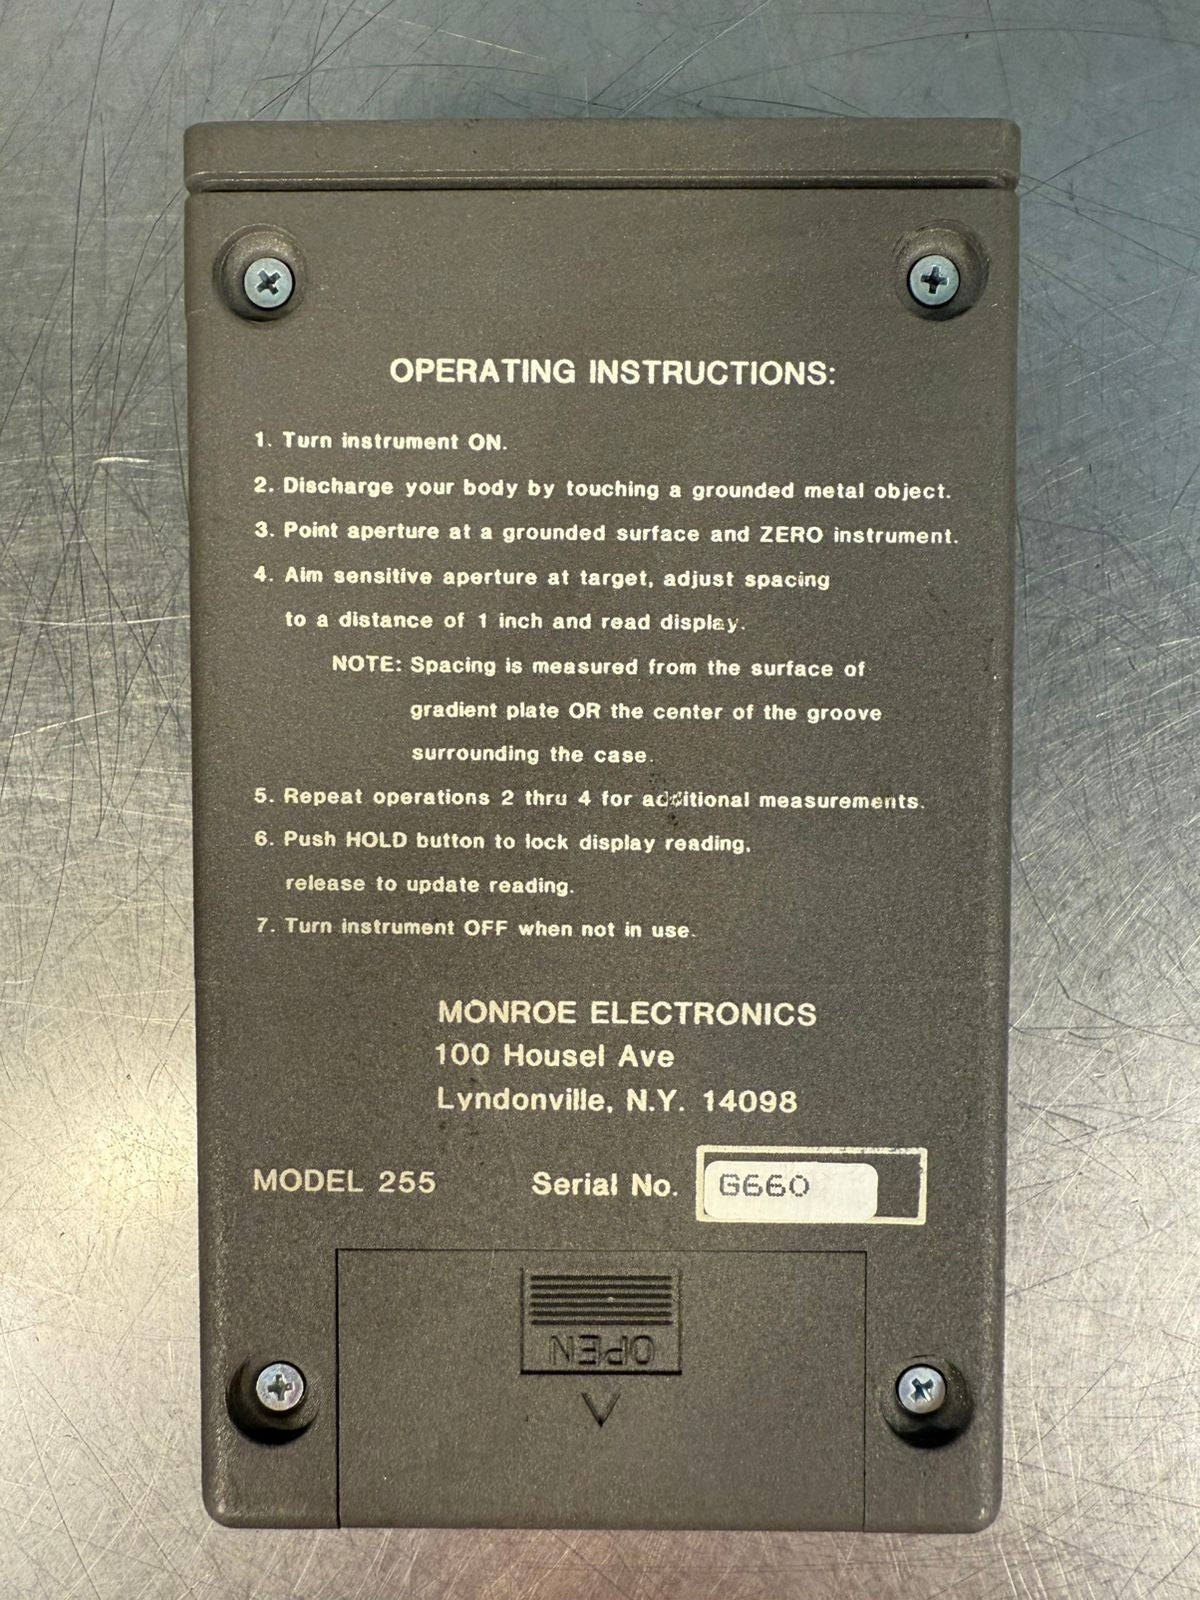 OPERATING INSTRUCTIONS:
1. Turn instrument ON.
2. Discharge your body by touching a grounded metal object.
3. Point aperture at a grounded surface and ZERO instrument.
4. Aim sensitive aperture at target, adjust spacing
to a distance of 1 inch and read display.
NOTE: Spacing is measured from the surface of
gradient plate OR the center of the groove
surrounding the case.
5. Repeat operations 2 thru 4 for additional measurements.
6. Push HOLD button to lock display reading,
release to update reading.
7. Turn instrument OFF when not in use.
MONROE ELECTRONICS
100 Housel Ave
Lyndonville, N.Y. 14098
MODEL 255 Serial No. G660
OPEN